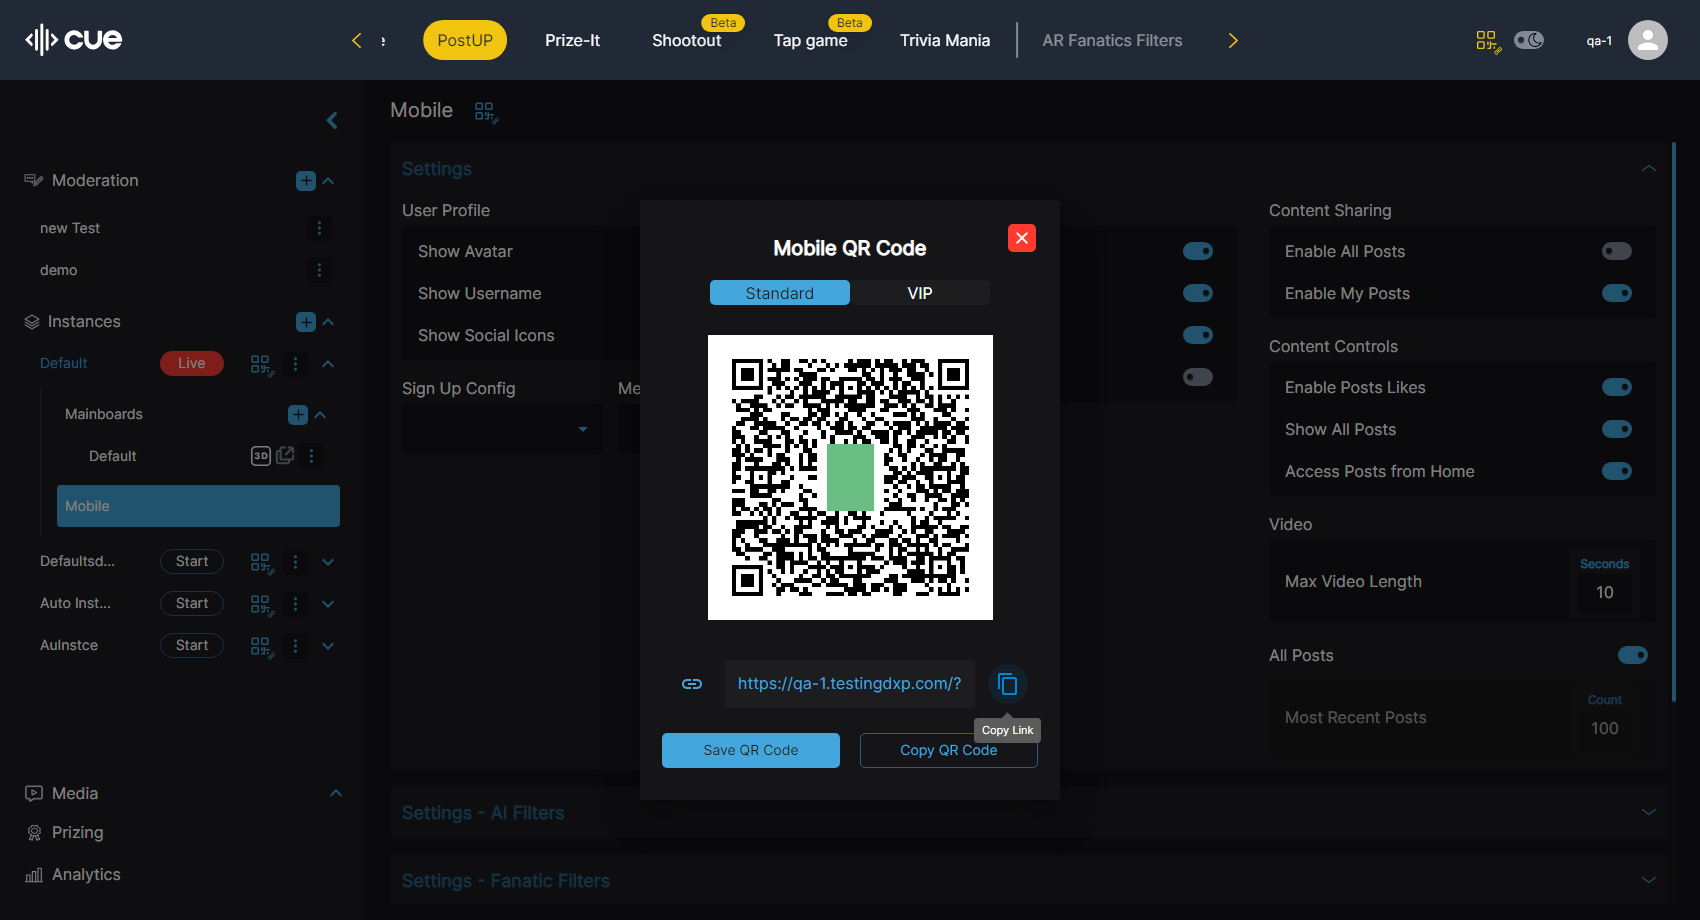 cue
PostUP
Prize-It
Shootout
Beta
Tap game
Beta
Trivia Mania
AR Fanatics Filters
qa-1
Mobile
Moderation
new Test
demo
Instances
Default
Live
Mainboards
Default
3D
Mobile
Defaultsd...
Start
Auto Inst...
Start
AuInstce
Start
Media
Prizing
Analytics
Settings
User Profile
Show Avatar
Show Username
Show Social Icons
Sign Up Config
Me
Content Sharing
Enable All Posts
Enable My Posts
Content Controls
Enable Posts Likes
Show All Posts
Access Posts from Home
Video
Max Video Length
Seconds
10
All Posts
Most Recent Posts
Count
100
Settings - AI Filters
Settings - Fanatic Filters
Mobile QR Code
Standard
VIP
https://qa-1.testingdxp.com/?
Copy Link
Save QR Code
Copy QR Code